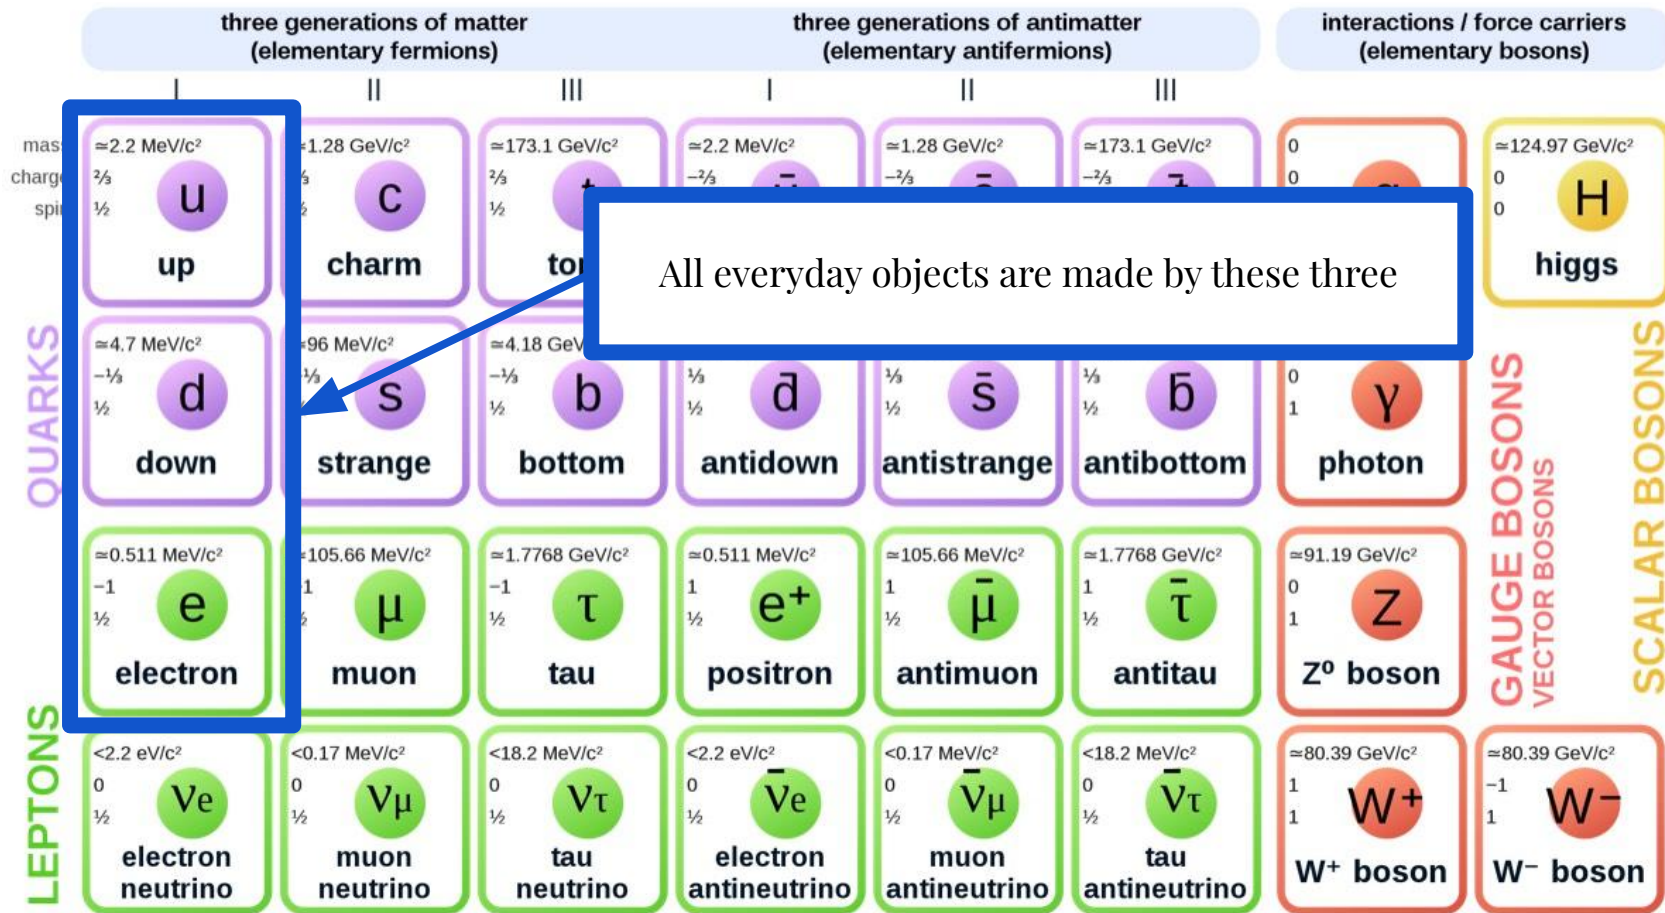 three generations of matter
(elementary fermions)
three generations of antimatter
(elementary antifermions)
interactions / force carriers
(elementary bosons)
I
II
III
I
II
III
mass
charge
spin
≃2.2 MeV/c²
⅔
½
u
up
≃1.28 GeV/c²
c
charm
≃173.1 GeV/c²
⅔
½
≃2.2 MeV/c²
−⅔
≃1.28 GeV/c²
−⅔
≃173.1 GeV/c²
−⅔
0
0
≃124.97 GeV/c²
0
0
H
higgs
All everyday objects are made by these three
QUARKS
≃4.7 MeV/c²
−⅓
½
d
down
≃96 MeV/c²
s
strange
≃4.18 GeV
−⅓
½
b
bottom
⅓
½
d̄
antidown
⅓
½
s̄
antistrange
⅓
½
b̄
antibottom
0
1
γ
photon
≃0.511 MeV/c²
−1
½
e
electron
≃105.66 MeV/c²
μ
muon
≃1.7768 GeV/c²
−1
½
τ
tau
≃0.511 MeV/c²
1
½
e⁺
positron
≃105.66 MeV/c²
1
½
μ̄
antimuon
≃1.7768 GeV/c²
1
½
τ̄
antitau
≃91.19 GeV/c²
0
1
Z
Z⁰ boson
GAUGE BOSONS
VECTOR BOSONS
SCALAR BOSONS
LEPTONS
<2.2 eV/c²
0
½
νe
electron
neutrino
<0.17 MeV/c²
0
½
νμ
muon
neutrino
<18.2 MeV/c²
0
½
ντ
tau
neutrino
<2.2 eV/c²
0
½
ν̄e
electron
antineutrino
<0.17 MeV/c²
0
½
ν̄μ
muon
antineutrino
<18.2 MeV/c²
0
½
ν̄τ
tau
antineutrino
≃80.39 GeV/c²
1
1
W⁺
W⁺ boson
≃80.39 GeV/c²
−1
1
W⁻
W⁻ boson